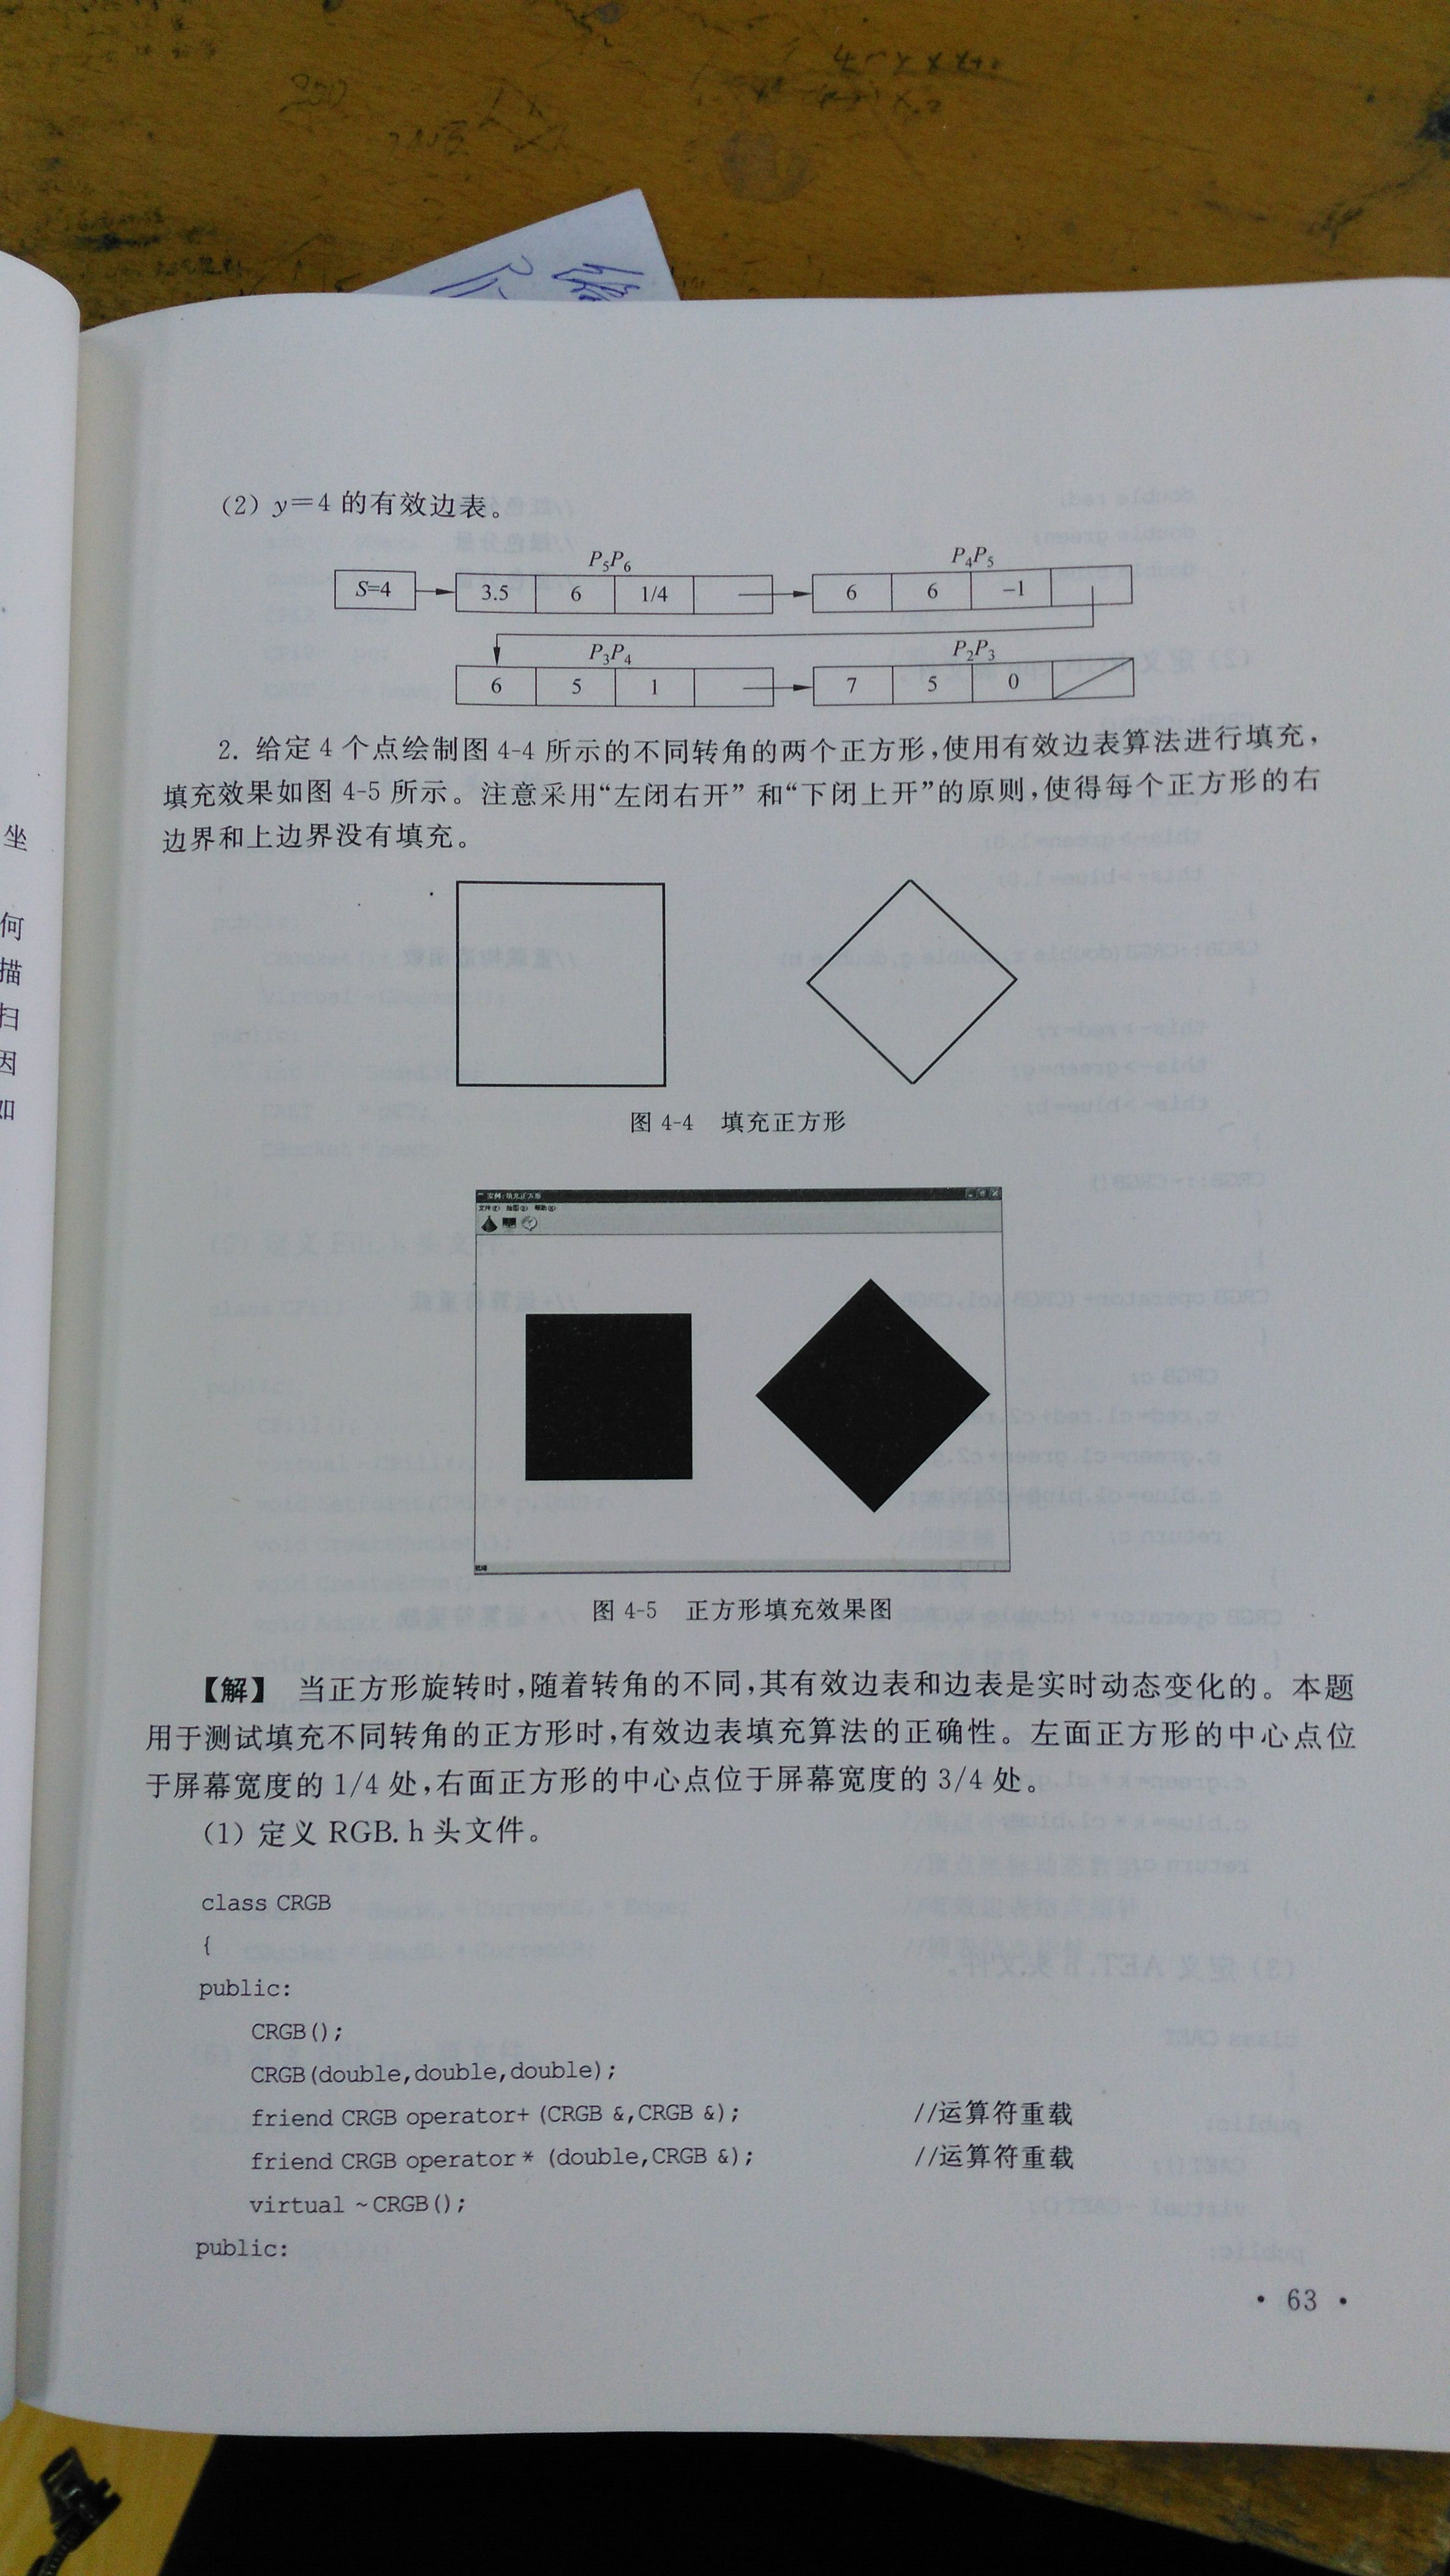 (2) y=4 的有效边表。
P5P6 P4P5
S=4 3.5 6 1/4 6 6 -1
P3P4 P2P3
6 5 1 7 5 0
2. 给定 4 个点绘制图 4-4 所示的不同转角的两个正方形,使用有效边表算法进行填充,
填充效果如图 4-5 所示。注意采用“左闭右开”和“下闭上开”的原则,使得每个正方形的右
边界和上边界没有填充。
坐
何
描
扫
因
如
图 4-4 填充正方形
图 4-5 正方形填充效果图
【解】 当正方形旋转时,随着转角的不同,其有效边表和边表是实时动态变化的。本题
用于测试填充不同转角的正方形时,有效边表填充算法的正确性。左面正方形的中心点位
于屏幕宽度的 1/4 处,右面正方形的中心点位于屏幕宽度的 3/4 处。
(1) 定义 RGB.h 头文件。
class CRGB
{
public:
CRGB();
CRGB(double,double,double);
friend CRGB operator+ (CRGB &,CRGB &); //运算符重载
friend CRGB operator * (double,CRGB &); //运算符重载
virtual ~CRGB();
public:
• 63 •